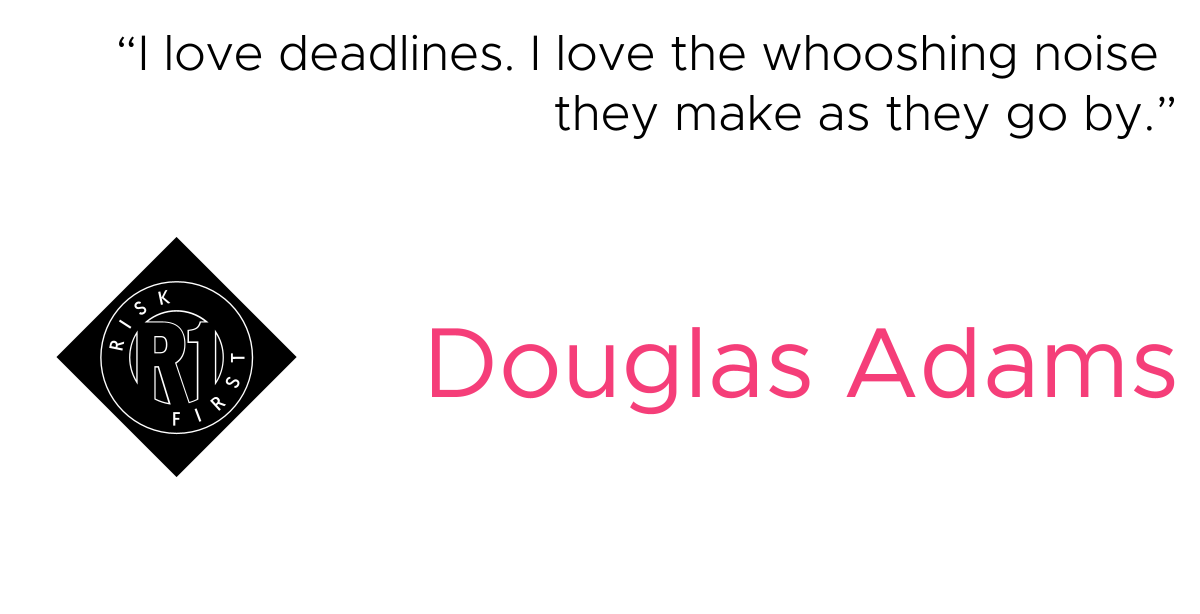 “I love deadlines. I love the whooshing noise
they make as they go by.”
RISK
R1
FIRST
Douglas Adams